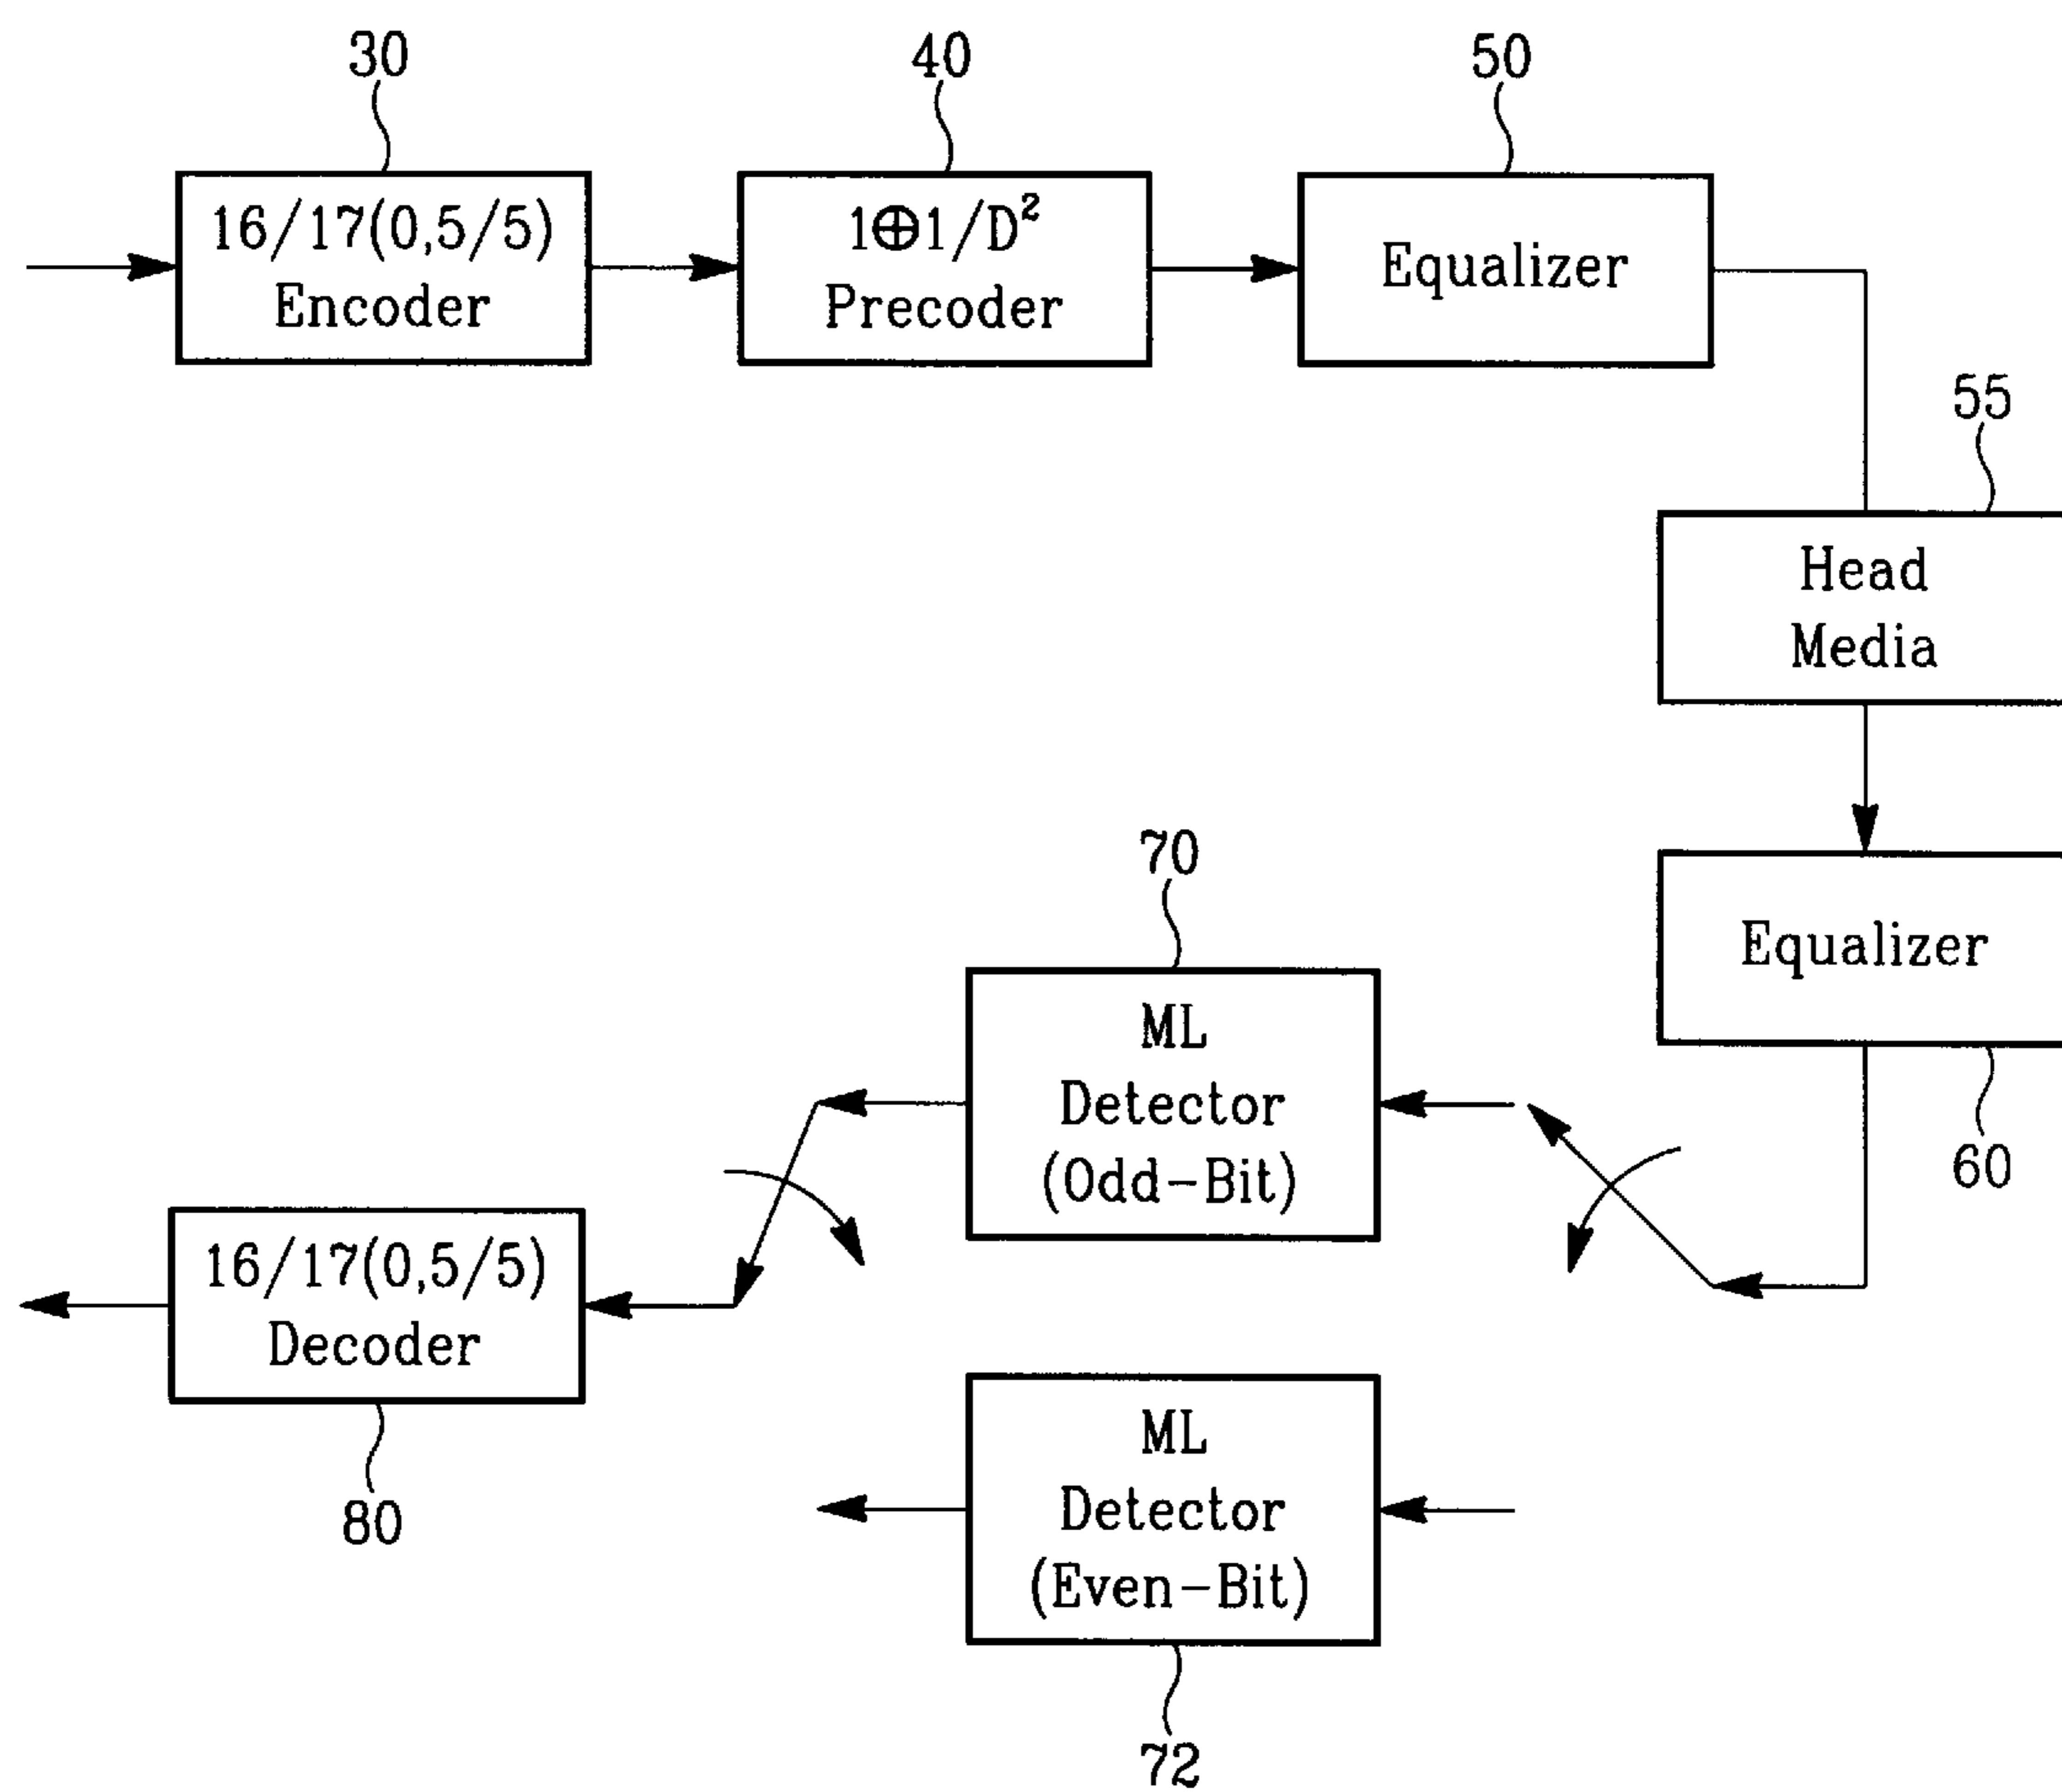 30
40
50
16/17(0,5/5)
Encoder
1⊕1/D²
Precoder
Equalizer
55
Head
Media
70
Equalizer
60
ML
Detector
(Odd-Bit)
16/17(0,5/5)
Decoder
80
ML
Detector
(Even-Bit)
72